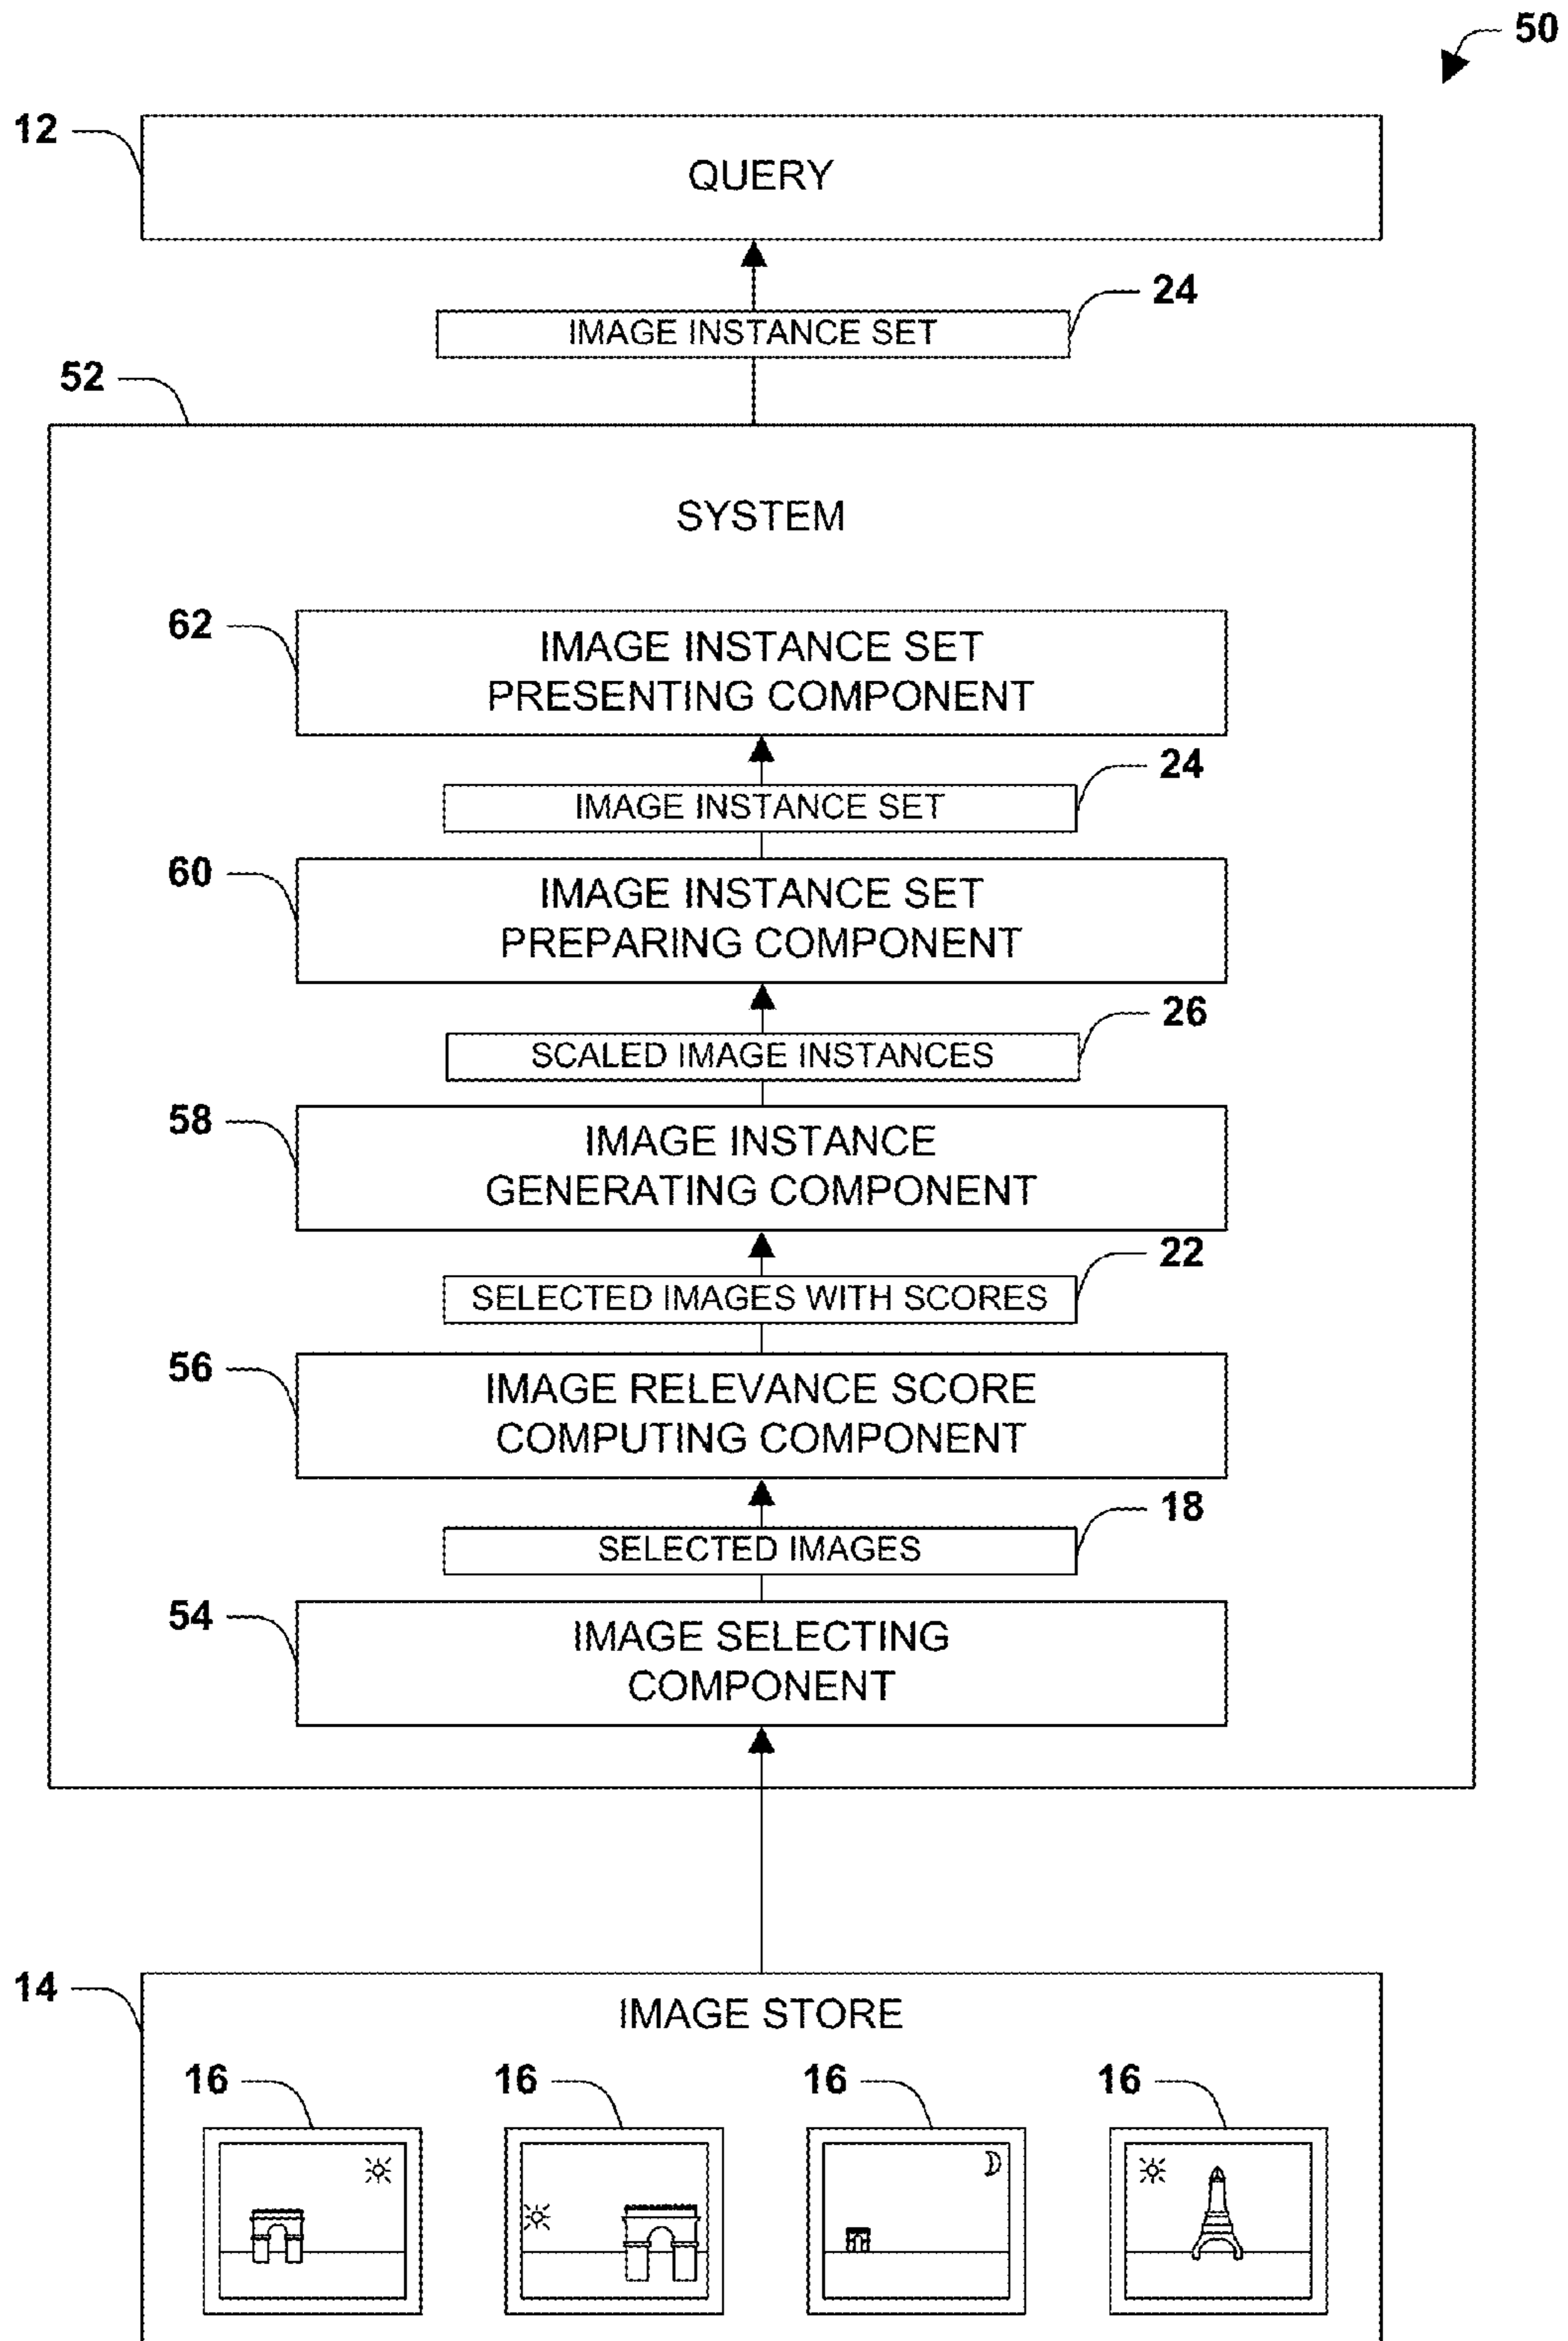 50
12
QUERY
24
IMAGE INSTANCE SET
52
SYSTEM
62
IMAGE INSTANCE SET
PRESENTING COMPONENT
24
IMAGE INSTANCE SET
60
IMAGE INSTANCE SET
PREPARING COMPONENT
26
SCALED IMAGE INSTANCES
58
IMAGE INSTANCE
GENERATING COMPONENT
22
SELECTED IMAGES WITH SCORES
56
IMAGE RELEVANCE SCORE
COMPUTING COMPONENT
18
SELECTED IMAGES
54
IMAGE SELECTING
COMPONENT
14
IMAGE STORE
16 16 16 16